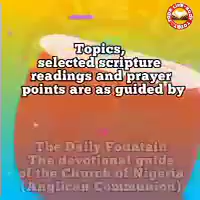 Topics,
selected scripture
readings and prayer
points are as guided by
The Daily Fountain
The devotional guide
of the Church of Nigeria
(Anglican Communion)